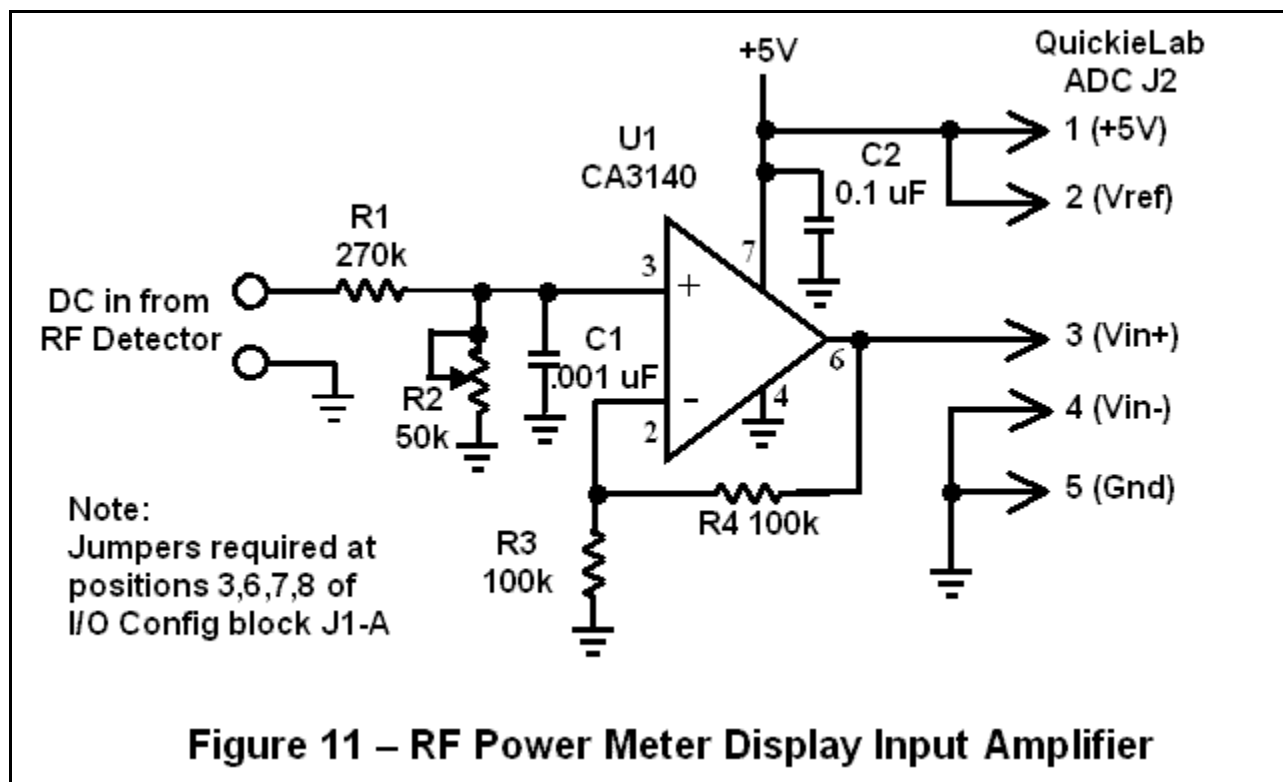 +5V
QuickieLab
ADC J2
1 (+5V)
2 (Vref)
3 (Vin+)
4 (Vin-)
5 (Gnd)
U1
CA3140
C2
0.1 uF
R1
270k
DC in from
RF Detector
R2
50k
C1
.001 uF
3
+
7
6
-
2
4
R4 100k
R3
100k
Note:
Jumpers required at
positions 3,6,7,8 of
I/O Config block J1-A
Figure 11 – RF Power Meter Display Input Amplifier